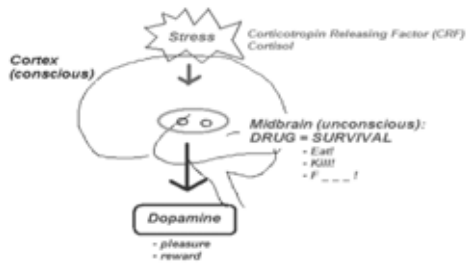 Stress
Corticotropin Releasing Factor (CRF)
Cortisol
Cortex
(conscious)
Midbrain (unconscious):
DRUG = SURVIVAL
- Eat!
- Kill!
- F _ _ _ !
Dopamine
- pleasure
- reward